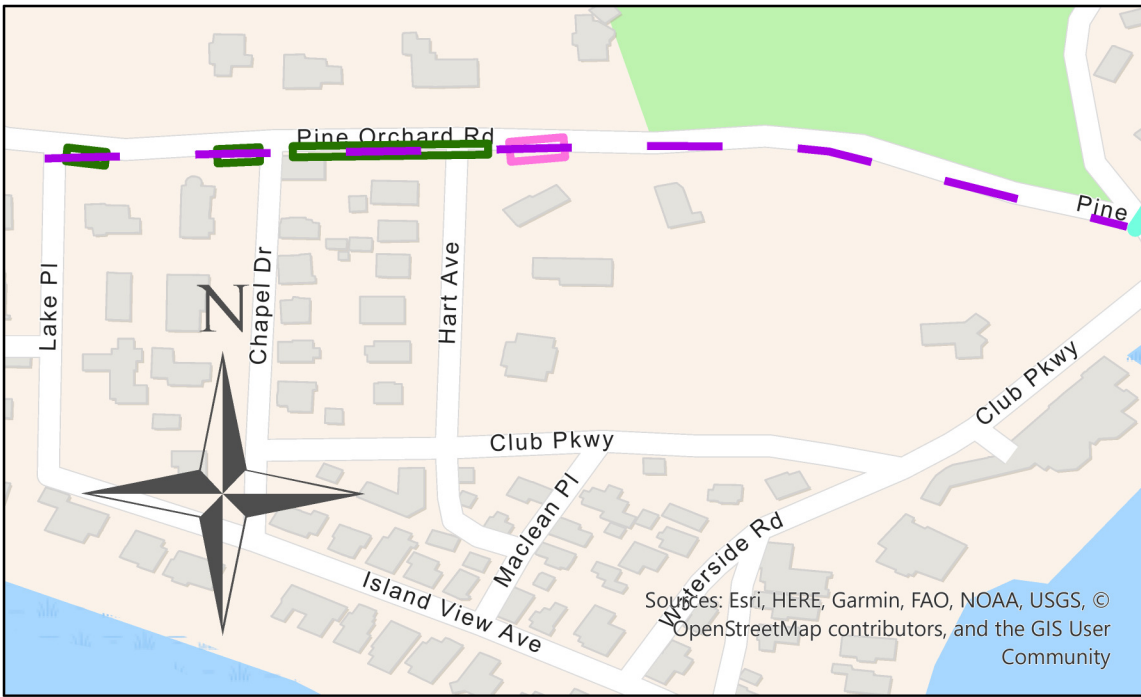 Pine Orchard Rd
Pine
Lake Pl
N
Chapel Dr
Hart Ave
Club Pkwy
Club Pkwy
Maclean Pl
Waterside Rd
Island View Ave
Sources: Esri, HERE, Garmin, FAO, NOAA, USGS, ©
OpenStreetMap contributors, and the GIS User
Community